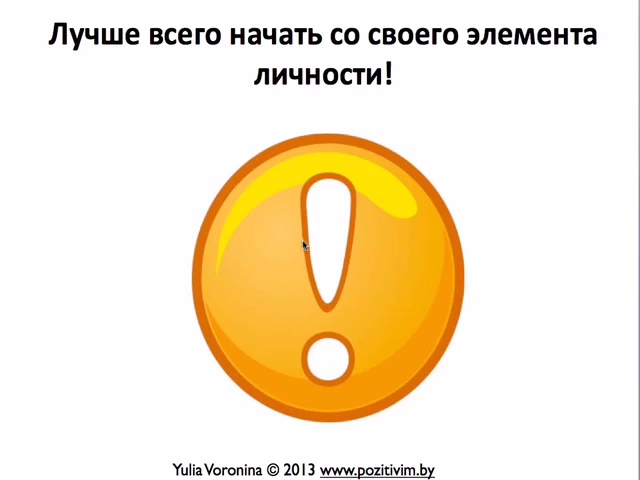 Лучше всего начать со своего элемента
личности!
Yulia Voronina © 2013 www.pozitivim.by